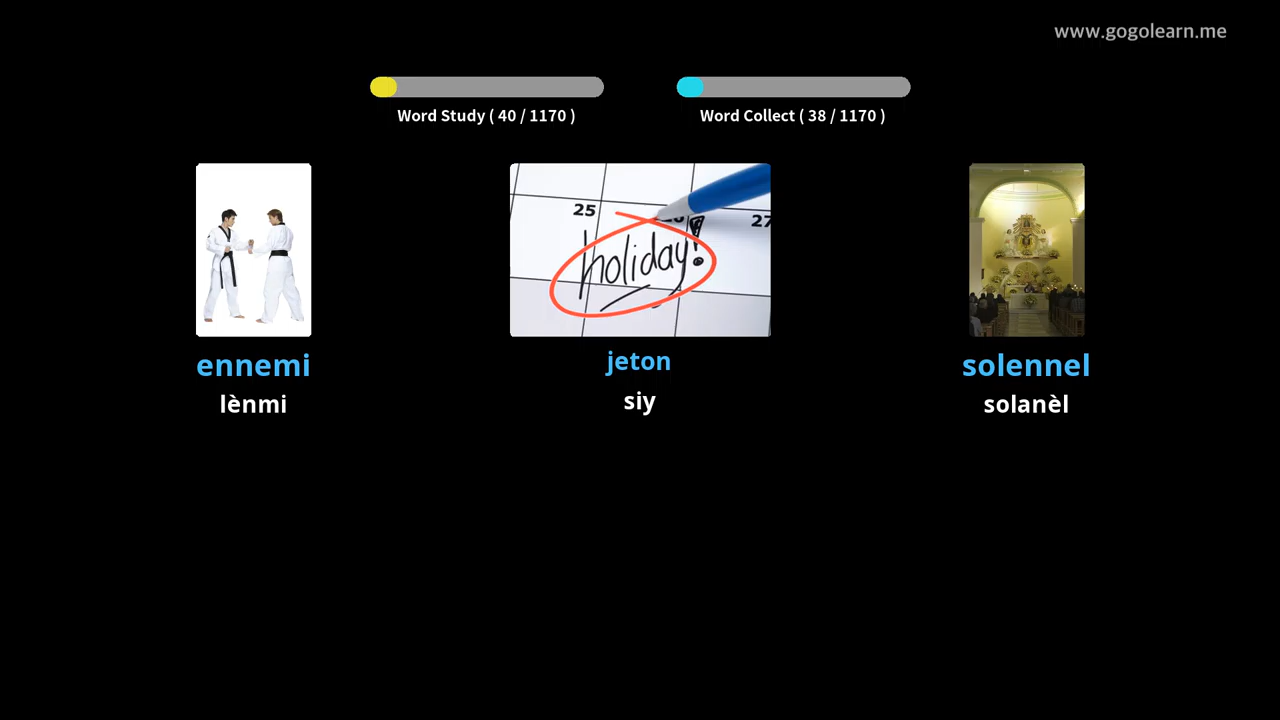 www.gogolearn.me
Word Study ( 40 / 1170 )
Word Collect ( 38 / 1170 )
25
27
holiday!
ennemi
lènmi
jeton
siy
solennel
solanèl